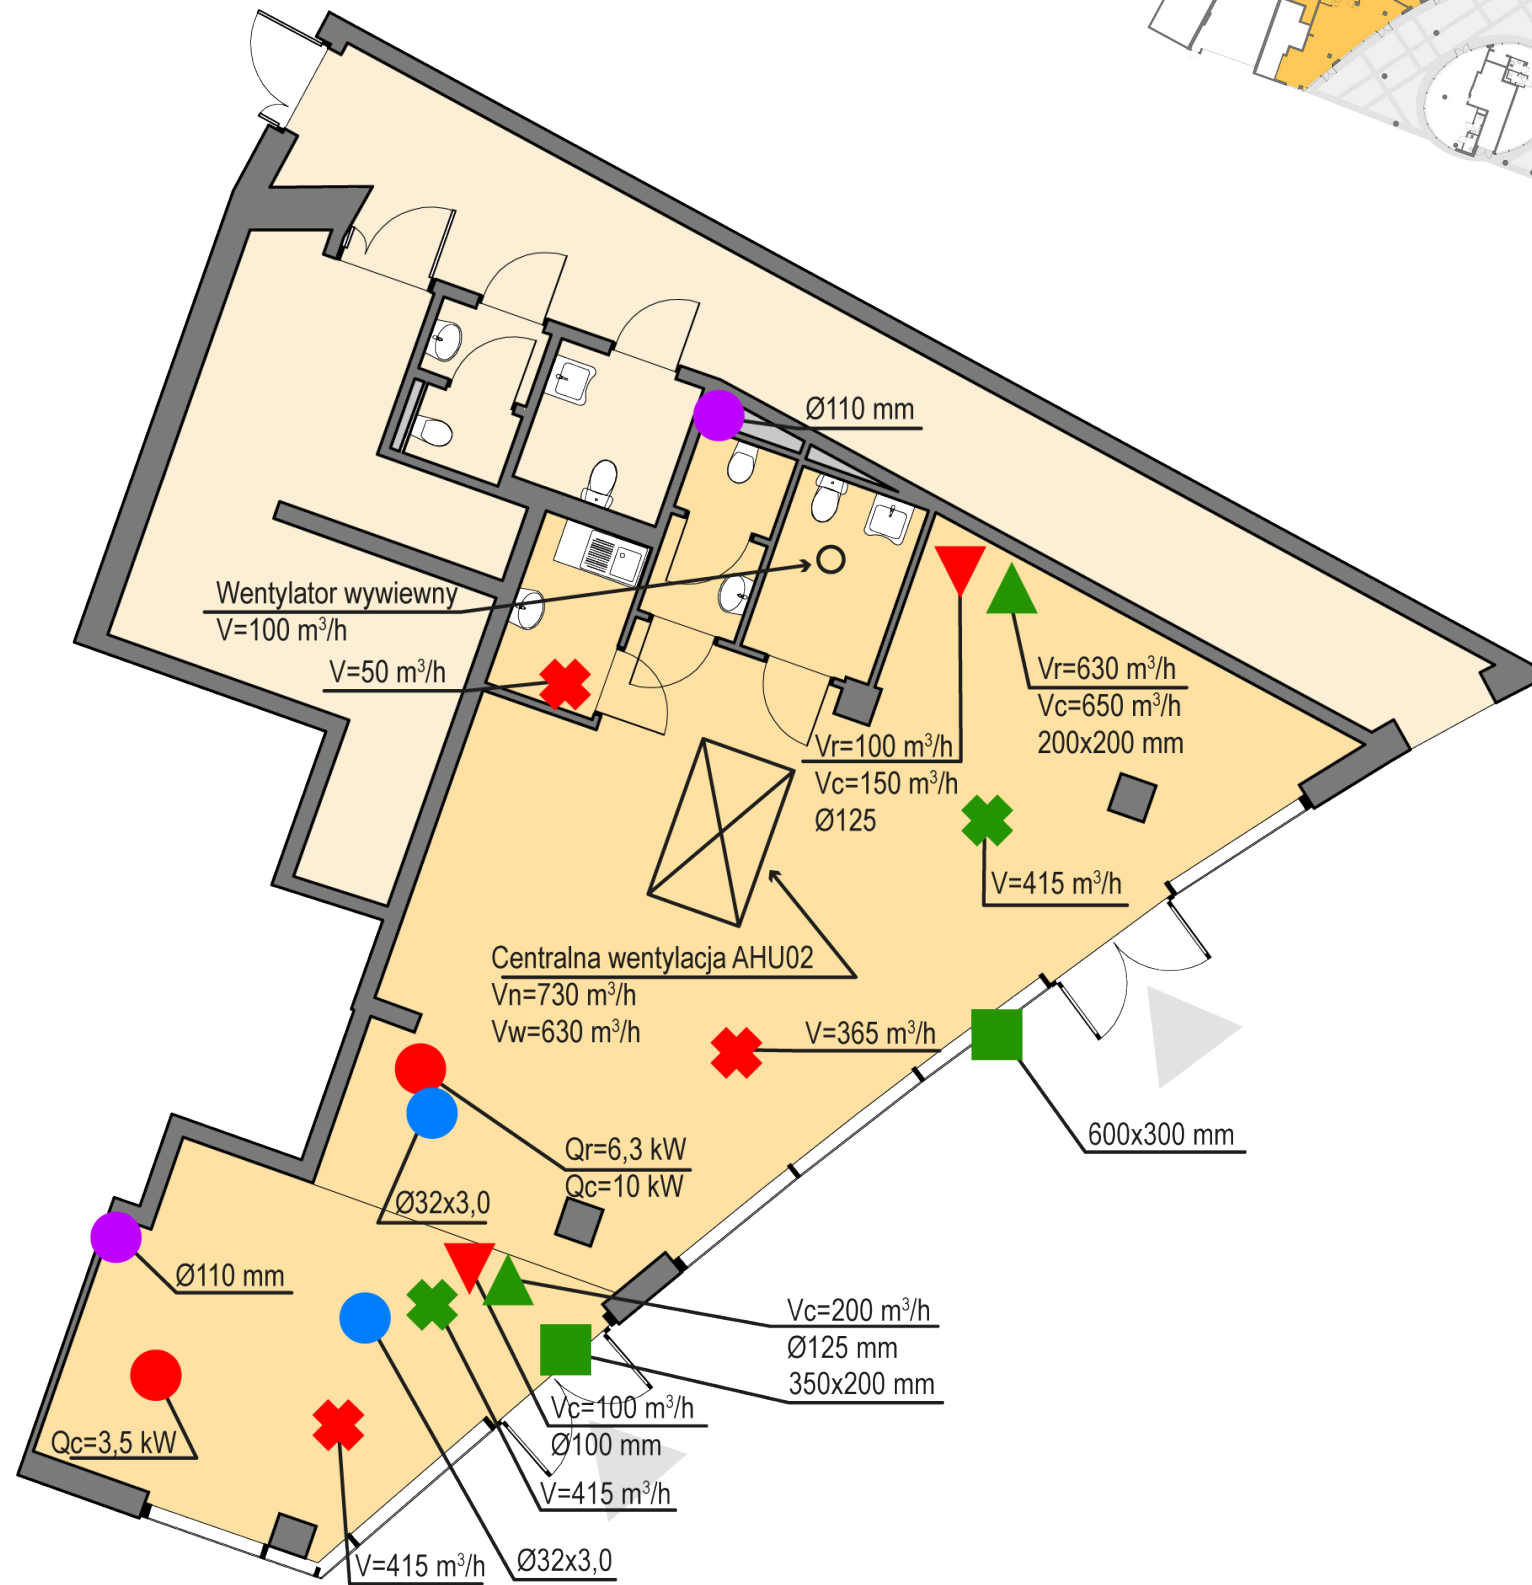 Ø110 mm
Wentylator wywiewny
V=100 m³/h
V=50 m³/h
Vr=630 m³/h
Vc=650 m³/h
200x200 mm
Vr=100 m³/h
Vc=150 m³/h
Ø125
V=415 m³/h
Centralna wentylacja AHU02
Vn=730 m³/h
Vw=630 m³/h
V=365 m³/h
600x300 mm
Qr=6,3 kW
Qc=10 kW
Ø32x3,0
Ø110 mm
Vc=200 m³/h
Ø125 mm
350x200 mm
Vc=100 m³/h
Ø100 mm
Qc=3,5 kW
V=415 m³/h
Ø32x3,0
V=415 m³/h